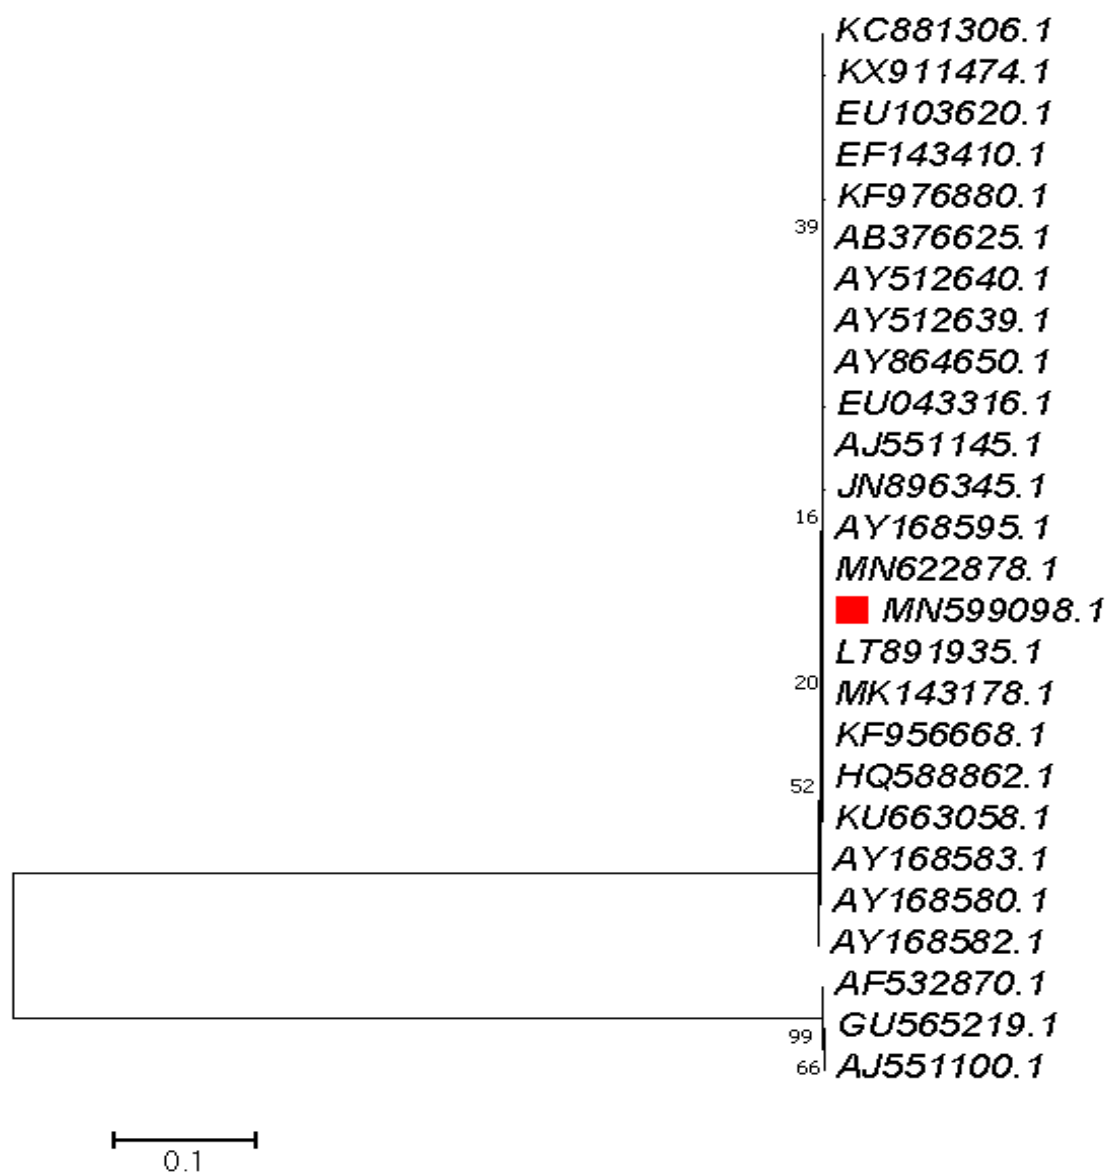 KC881306.1
KX911474.1
EU103620.1
EF143410.1
KF976880.1
39
AB376625.1
AY512640.1
AY512639.1
AY864650.1
EU043316.1
AJ551145.1
JN896345.1
16
AY168595.1
MN622878.1
MN599098.1
LT891935.1
20
MK143178.1
KF956668.1
HQ588862.1
52
KU663058.1
AY168583.1
AY168580.1
AY168582.1
AF532870.1
GU565219.1
99
66
AJ551100.1
0.1